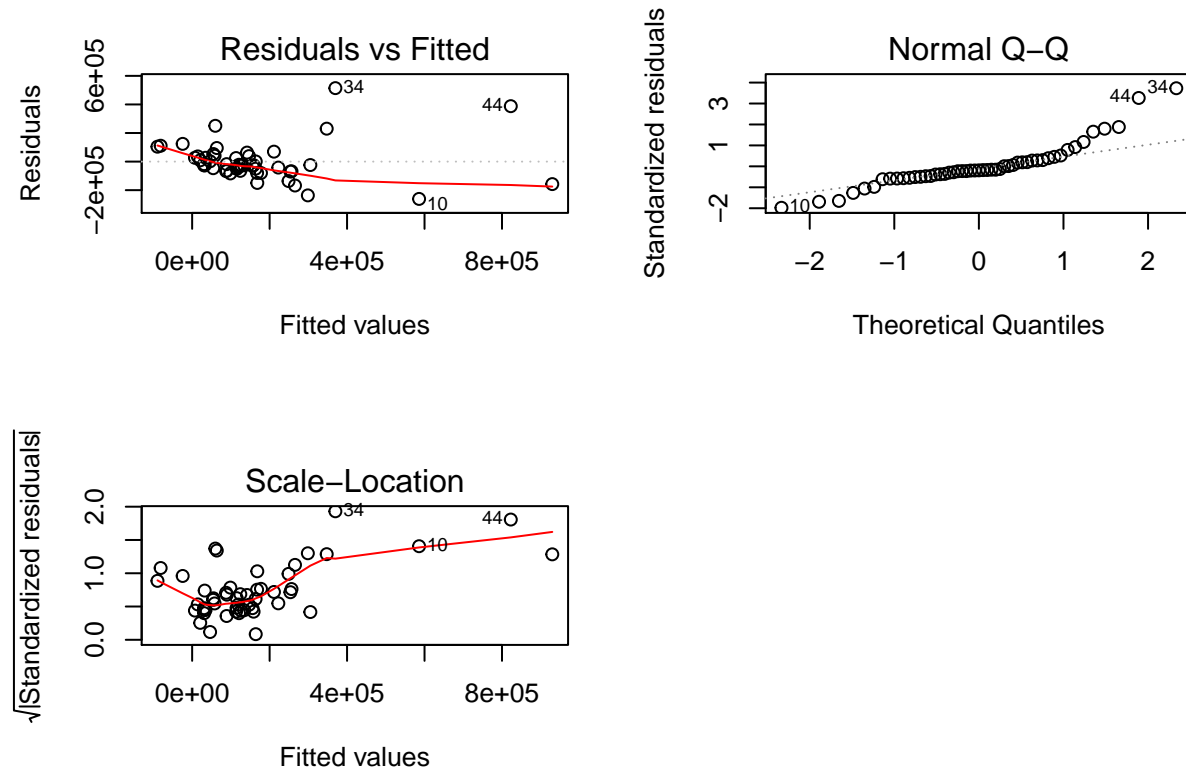 Residuals vs Fitted
Residuals
6e+05
2e+05
−2e+05
34
44
10
0e+00 4e+05 8e+05
Fitted values
Normal Q−Q
Standardized residuals
3
1
−2
44
34
10
−2 −1 0 1 2
Theoretical Quantiles
Scale−Location
√|Standardized residuals|
2.0
1.0
0.0
34
44
10
0e+00 4e+05 8e+05
Fitted values